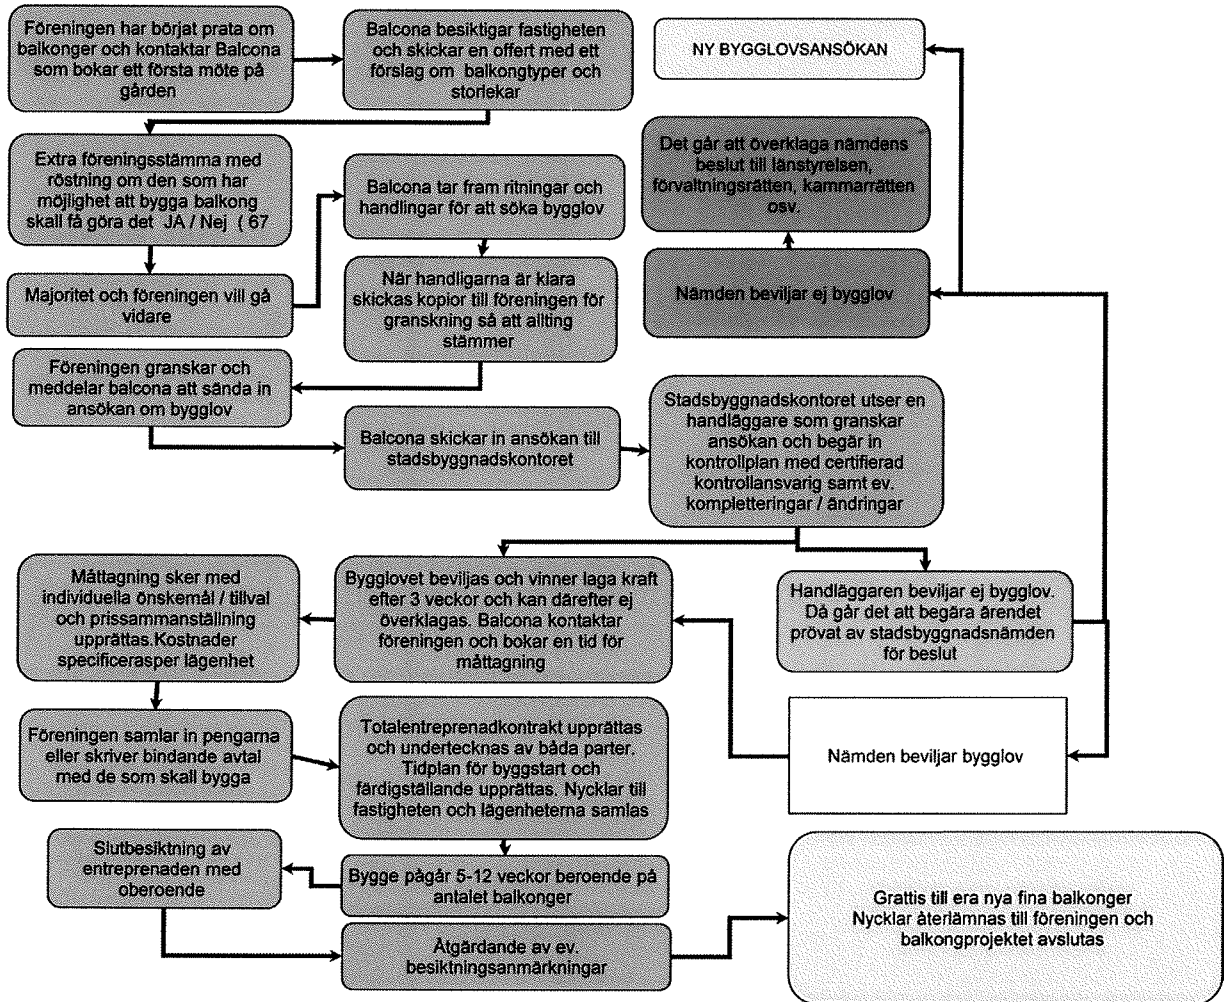 Föreningen har börjat prata om
balkonger och kontaktar Balcona
som bokar ett första möte på
gården
Balcona besiktigar fastigheten
och skickar en offert med ett
förslag om balkongtyper och
storlekar
NY BYGGLOVSANSÖKAN
Extra föreningsstämma med
röstning om den som har
möjlighet att bygga balkong
skall få göra det JA / Nej ( 67
Balcona tar fram ritningar och
handlingar för att söka bygglov
Det går att överklaga nämdens
beslut till länstyrelsen,
förvaltningsrätten, kammarrätten
osv.
Majoritet och föreningen vill gå
vidare
När handligarna är klara
skickas kopior till föreningen för
granskning så att allting
stämmer
Nämden beviljar ej bygglov
Föreningen granskar och
meddelar balcona att sända in
ansökan om bygglov
Balcona skickar in ansökan till
stadsbyggnadskontoret
Stadsbyggnadskontoret utser en
handläggare som granskar
ansökan och begär in
kontrollplan med certifierad
kontrollansvarig samt ev.
kompletteringar / ändringar
Måttagning sker med
individuella önskemål / tillval
och prissammanställning
upprättas.Kostnader
specificerasper lägenhet
Bygglovet beviljas och vinner laga kraft
efter 3 veckor och kan därefter ej
överklagas. Balcona kontaktar
föreningen och bokar en tid för
måttagning
Handläggaren beviljar ej bygglov.
Då går det att begära ärendet
prövat av stadsbyggnadsnämden
för beslut
Föreningen samlar in pengarna
eller skriver bindande avtal
med de som skall bygga
Totalentreprenadkontrakt upprättas
och undertecknas av båda parter.
Tidplan för byggstart och
färdigställande upprättas. Nycklar till
fastigheten och lägenheterna samlas
Nämden beviljar bygglov
Slutbesiktning av
entreprenaden med
oberoende
Bygge pågår 5-12 veckor beroende på
antalet balkonger
Åtgärdande av ev.
besiktningsanmärkningar
Grattis till era nya fina balkonger
Nycklar återlämnas till föreningen och
balkongprojektet avslutas